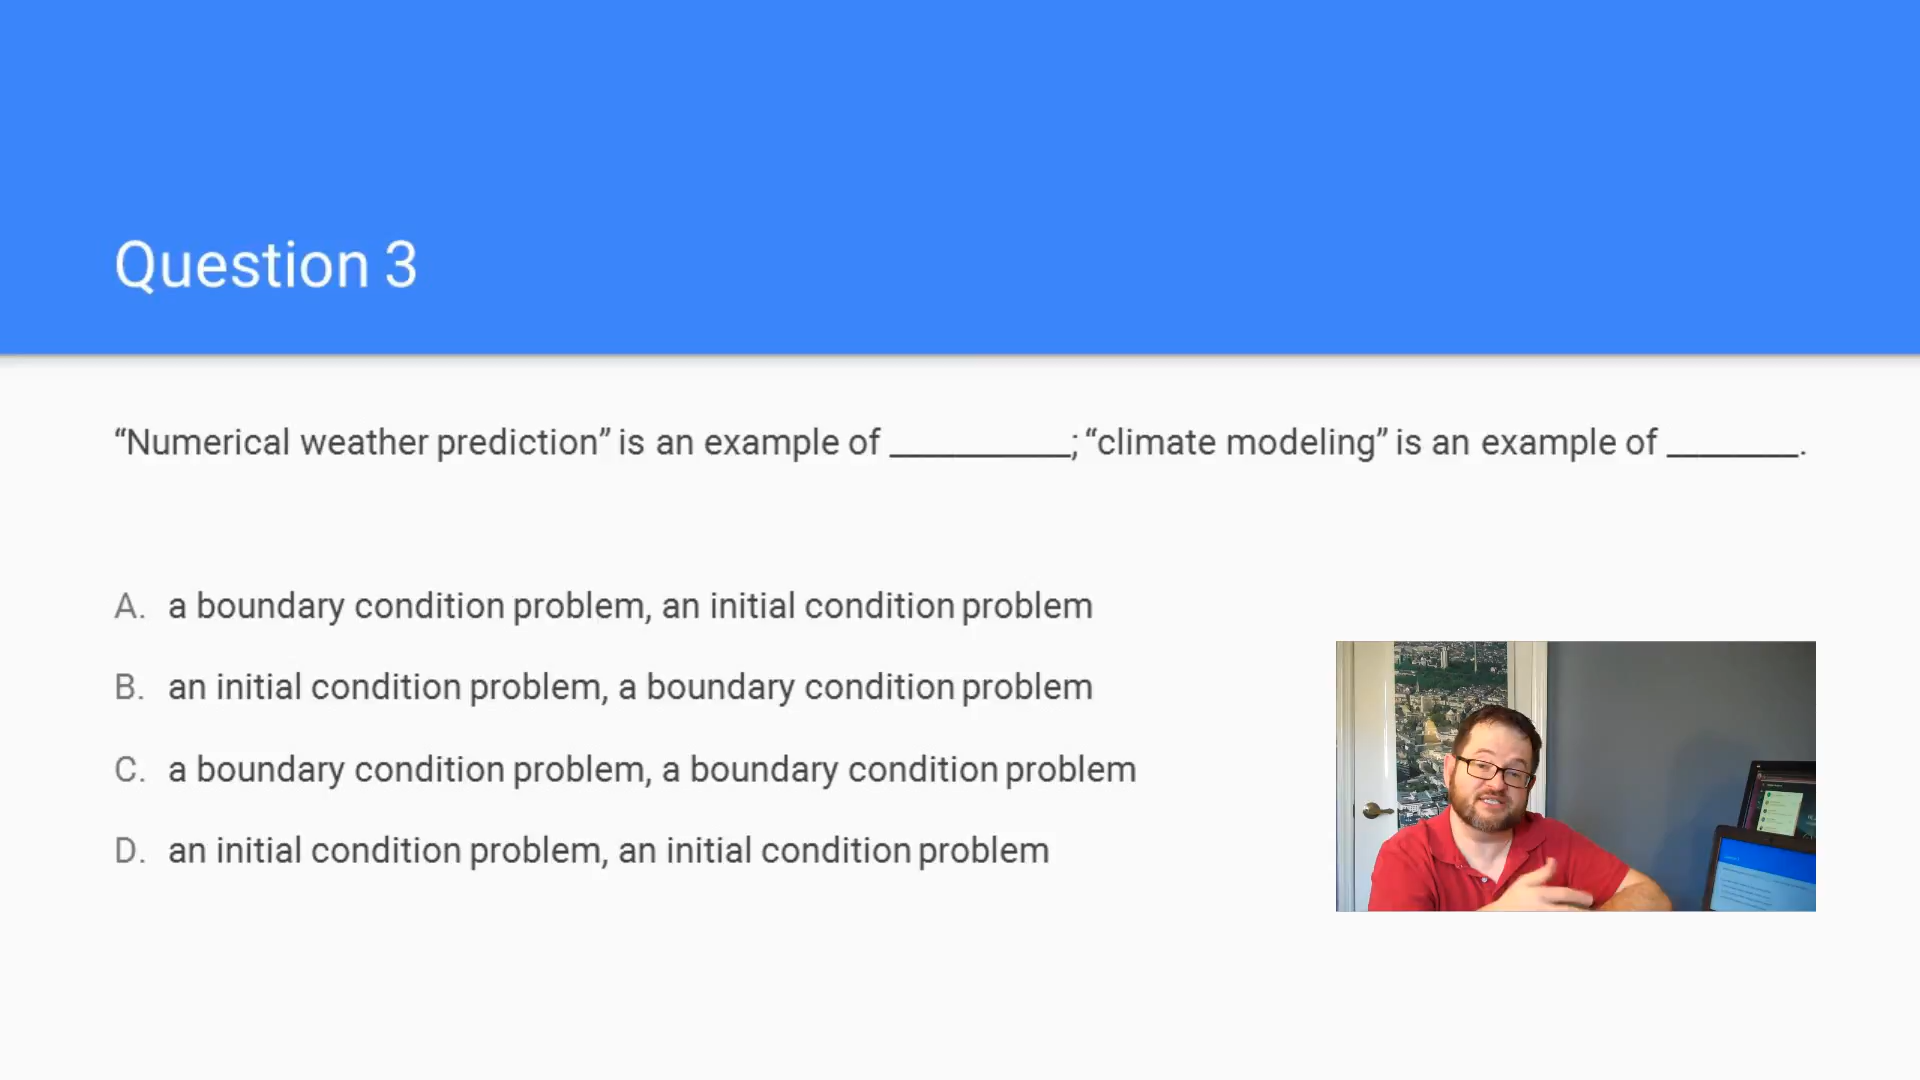 Question 3
“Numerical weather prediction” is an example of __________; “climate modeling” is an example of _______.
A. a boundary condition problem, an initial condition problem
B. an initial condition problem, a boundary condition problem
C. a boundary condition problem, a boundary condition problem
D. an initial condition problem, an initial condition problem